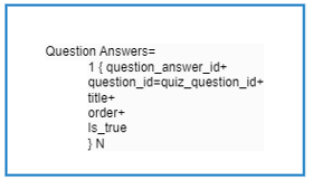 Question Answers=
1 { question_answer_id+
question_id=quiz_question_id+
title+
order+
Is_true
} N